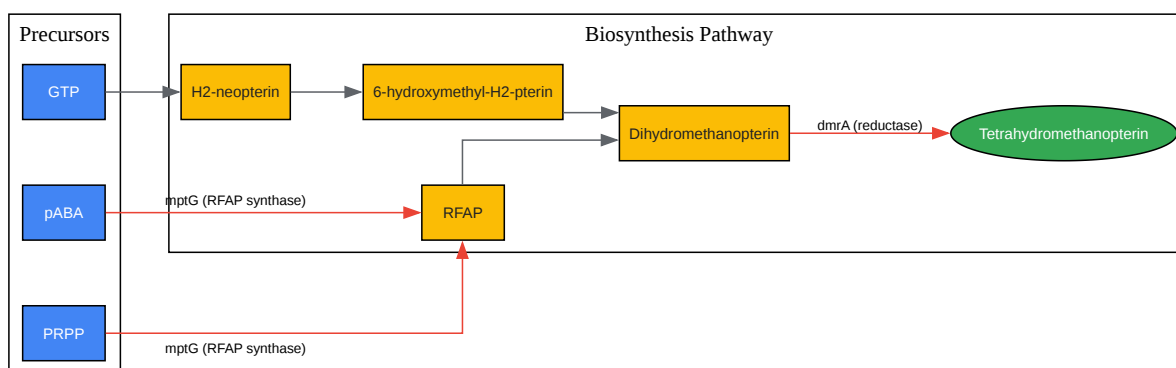 Precursors
Biosynthesis Pathway
GTP
H2-neopterin
6-hydroxymethyl-H2-pterin
Dihydromethanopterin
dmrA (reductase)
Tetrahydromethanopterin
pABA
mptG (RFAP synthase)
RFAP
PRPP
mptG (RFAP synthase)